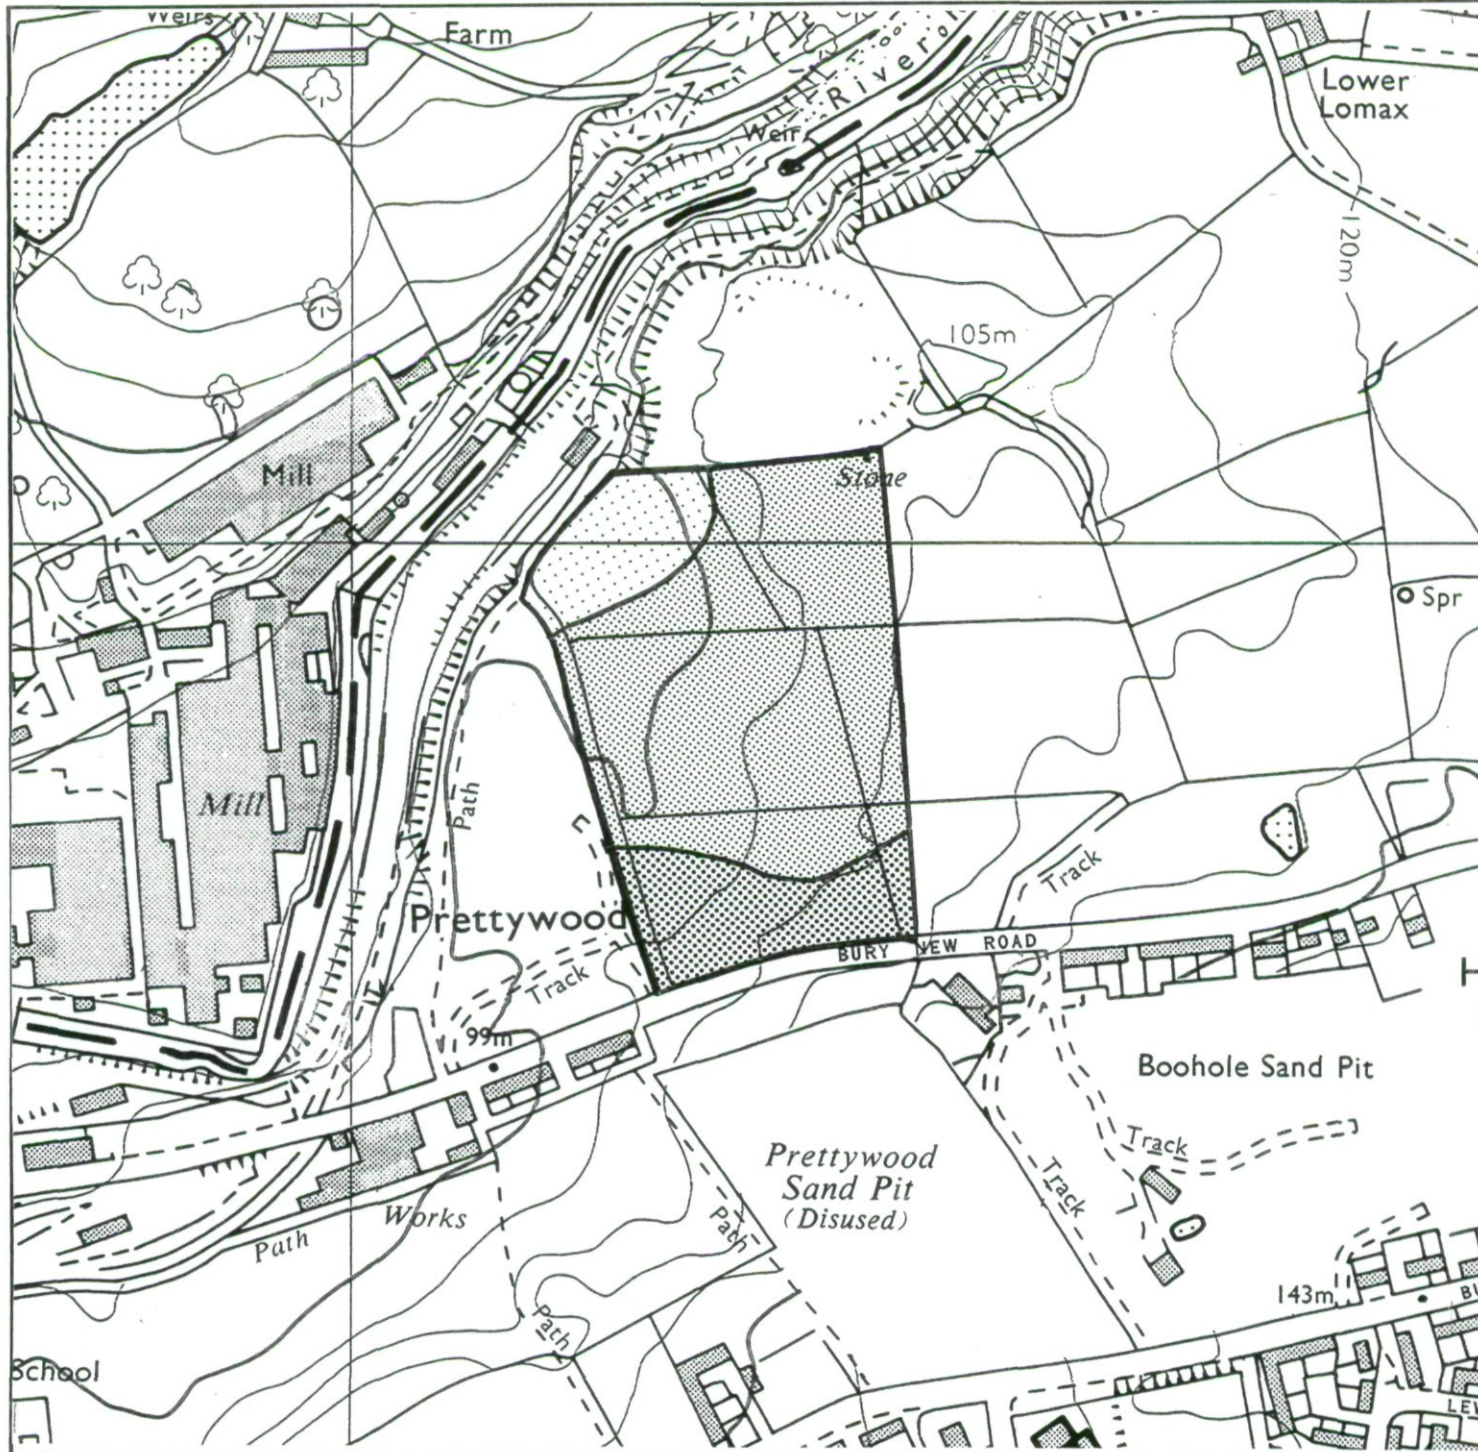 Weirs
Farm
River
Weir
Lower
Lomax
120m
105m
Mill
Stone
Spr
Mill
Path
Track
Prettywood
BURY NEW ROAD
Track
99m
Boohole Sand Pit
Track
Prettywood
Sand Pit
(Disused)
Track
Works
Path
Path
143m
Path
School